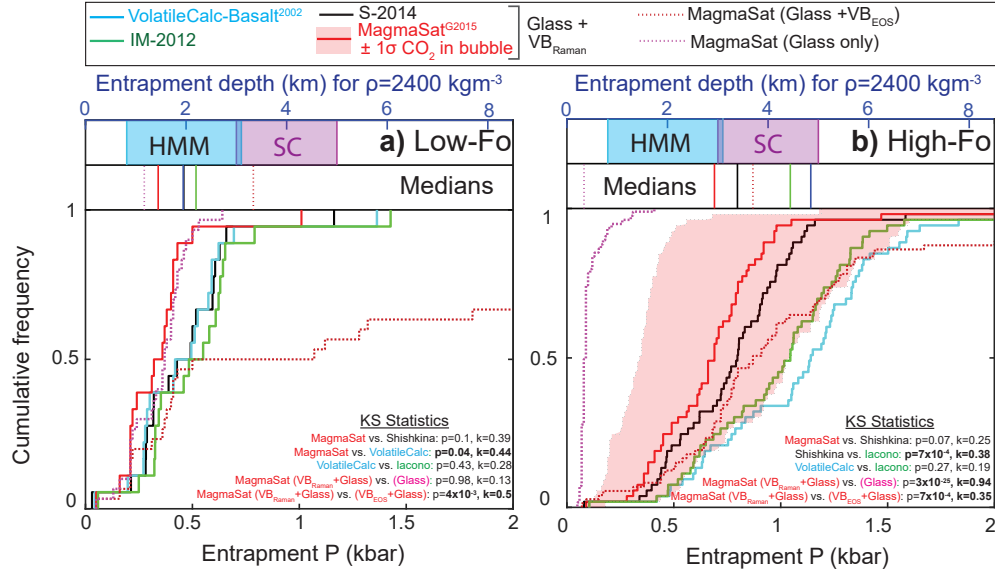 VolatileCalc-Basalt2002
IM-2012
S-2014
MagmaSatG2015
± 1σ CO2 in bubble
Glass +
VBRaman
MagmaSat (Glass +VBEOS)
MagmaSat (Glass only)
Entrapment depth (km) for ρ=2400 kgm-3
0 2 4 6 8
HMM SC a) Low-Fo
Medians
1
0.5
0
Cumulative frequency
KS Statistics
MagmaSat vs. Shishkina: p=0.1, k=0.39
MagmaSat vs. VolatileCalc: p=0.04, k=0.44
VolatileCalc vs. Iacono: p=0.43, k=0.28
MagmaSat (VBRaman+Glass) vs. (Glass): p=0.98, k=0.13
MagmaSat (VBRaman+Glass) vs. (VBEOS+Glass): p=4x10-3, k=0.5
0 0.5 1 1.5 2
Entrapment P (kbar)
Entrapment depth (km) for ρ=2400 kgm-3
0 2 4 6 8
HMM SC b) High-Fo
Medians
1
0.5
0
KS Statistics
MagmaSat vs. Shishkina: p=0.07, k=0.25
Shishkina vs. Iacono: p=7x10-4, k=0.38
VolatileCalc vs. Iacono: p=0.27, k=0.19
MagmaSat (VBRaman+Glass) vs. (Glass): p=3x10-25, k=0.94
MagmaSat (VBRaman+Glass) vs. (VBEOS+Glass): p=7x10-4, k=0.35
0 0.5 1 1.5 2
Entrapment P (kbar)